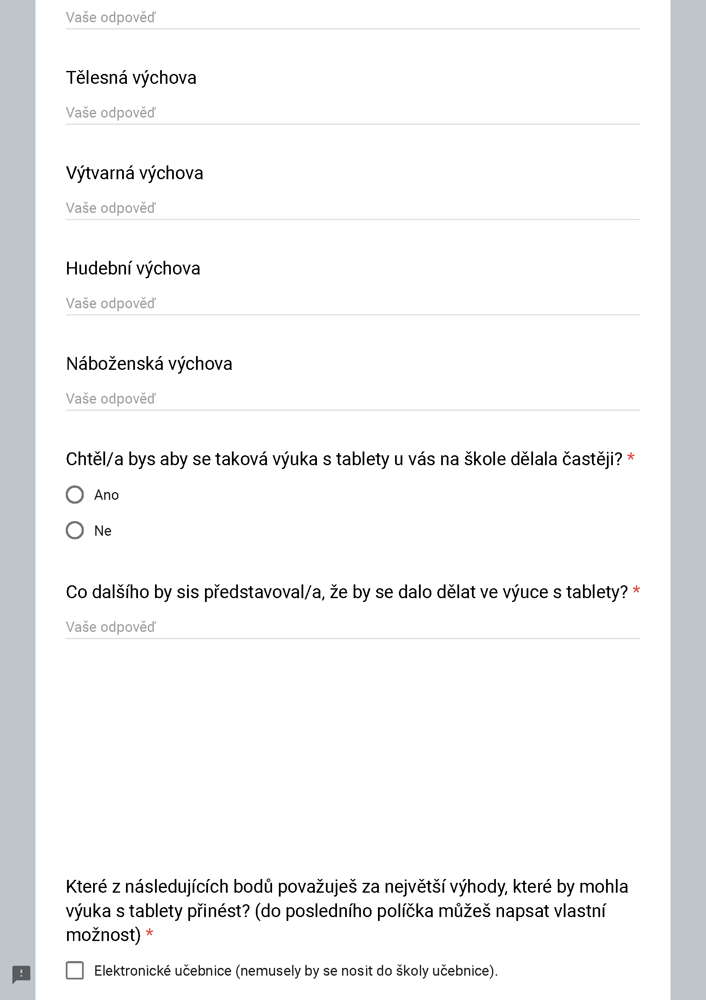 Vaše odpověď
Tělesná výchova
Vaše odpověď
Výtvarná výchova
Vaše odpověď
Hudební výchova
Vaše odpověď
Náboženská výchova
Vaše odpověď
Chtěl/a bys aby se taková výuka s tablety u vás na škole dělala častěji? *
Ano
Ne
Co dalšího by sis představoval/a, že by se dalo dělat ve výuce s tablety? *
Vaše odpověď
Které z následujících bodů považuješ za největší výhody, které by mohla
výuka s tablety přinést? (do posledního políčka můžeš napsat vlastní
možnost) *
Elektronické učebnice (nemusely by se nosit do školy učebnice).